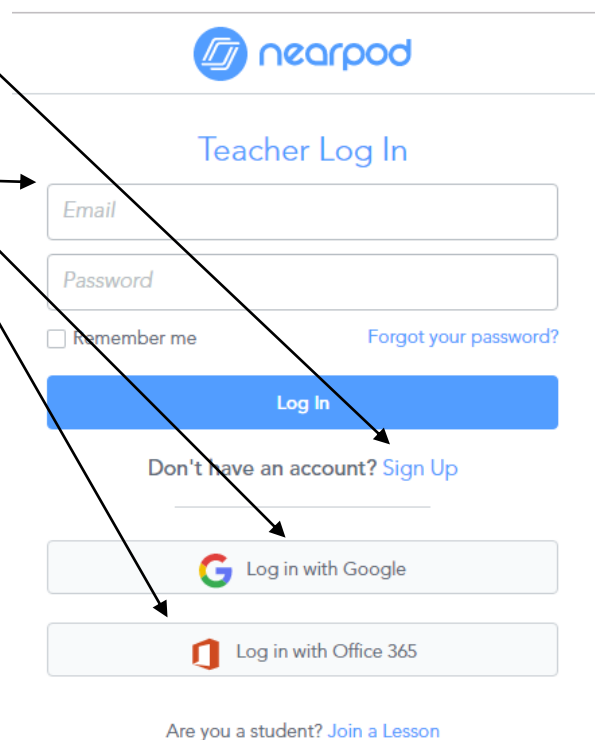 nearpod
Teacher Log In
Email
Password
Remember me Forgot your password?
Log In
Don't have an account? Sign Up
Log in with Google
Log in with Office 365
Are you a student? Join a Lesson